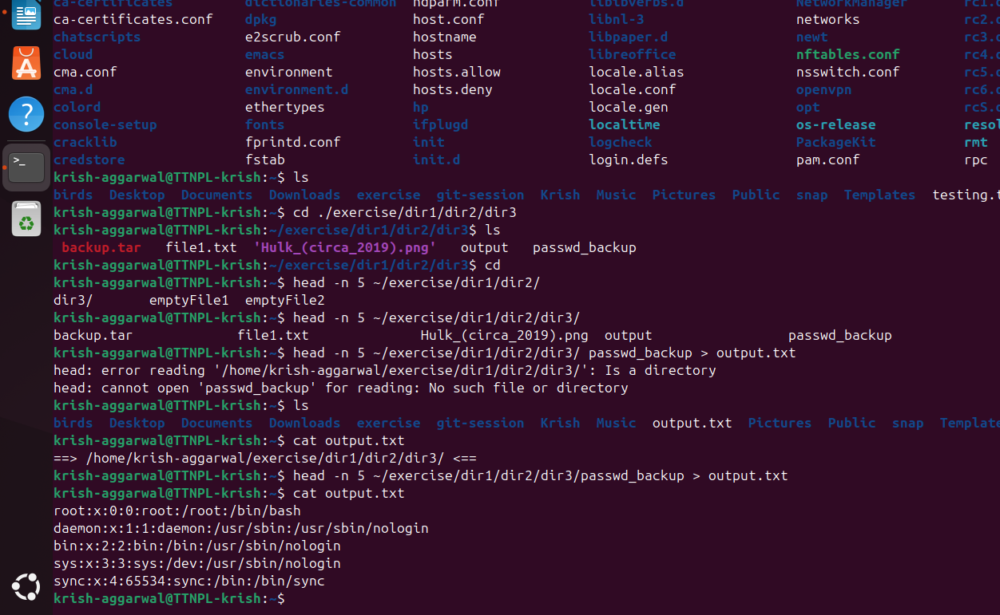 ca-certificates dictionaries-common hdparm.conf libibverbs.d NetworkManager
ca-certificates.conf dpkg host.conf libnl-3 networks
chatscripts e2scrub.conf hostname libpaper.d newt
cloud emacs hosts libreoffice nftables.conf
cma.conf environment hosts.allow locale.alias nsswitch.conf
cma.d environment.d hosts.deny locale.conf openvpn
colord ethertypes hp locale.gen opt
console-setup fonts ifplugd localtime os-release resol
cracklib fprintd.conf init logcheck PackageKit rmt
credstore fstab init.d login.defs pam.conf rpc
krish-aggarwal@TTNPL-krish:~$ ls
birds Desktop Documents Downloads exercise git-session Krish Music Pictures Public snap Templates testing.t
krish-aggarwal@TTNPL-krish:~$ cd ./exercise/dir1/dir2/dir3
krish-aggarwal@TTNPL-krish:~/exercise/dir1/dir2/dir3$ ls
backup.tar file1.txt 'Hulk_(circa_2019).png' output passwd_backup
krish-aggarwal@TTNPL-krish:~/exercise/dir1/dir2/dir3$ cd
krish-aggarwal@TTNPL-krish:~$ head -n 5 ~/exercise/dir1/dir2/
dir3/ emptyFile1 emptyFile2
krish-aggarwal@TTNPL-krish:~$ head -n 5 ~/exercise/dir1/dir2/dir3/
backup.tar file1.txt Hulk_(circa_2019).png output passwd_backup
krish-aggarwal@TTNPL-krish:~$ head -n 5 ~/exercise/dir1/dir2/dir3/ passwd_backup > output.txt
head: error reading '/home/krish-aggarwal/exercise/dir1/dir2/dir3/': Is a directory
head: cannot open 'passwd_backup' for reading: No such file or directory
krish-aggarwal@TTNPL-krish:~$ ls
birds Desktop Documents Downloads exercise git-session Krish Music output.txt Pictures Public snap Template
krish-aggarwal@TTNPL-krish:~$ cat output.txt
==> /home/krish-aggarwal/exercise/dir1/dir2/dir3/ <==
krish-aggarwal@TTNPL-krish:~$ head -n 5 ~/exercise/dir1/dir2/dir3/passwd_backup > output.txt
krish-aggarwal@TTNPL-krish:~$ cat output.txt
root:x:0:0:root:/root:/bin/bash
daemon:x:1:1:daemon:/usr/sbin:/usr/sbin/nologin
bin:x:2:2:bin:/bin:/usr/sbin/nologin
sys:x:3:3:sys:/dev:/usr/sbin/nologin
sync:x:4:65534:sync:/bin:/bin/sync
krish-aggarwal@TTNPL-krish:~$